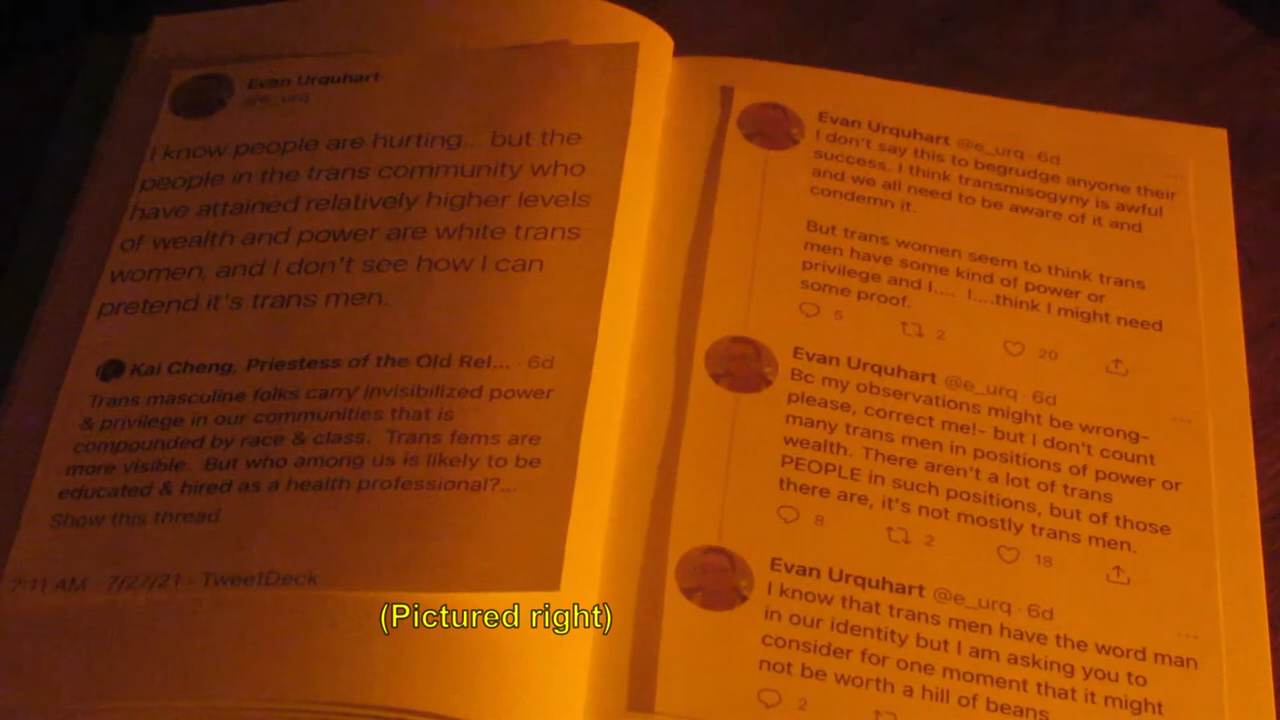 Evan Urquhart
@e_urq
I know people are hurting... but the
people in the trans community who
have attained relatively higher levels
of wealth and power are white trans
women, and I don't see how I can
pretend it's trans men.
Kai Cheng, Priestess of the Old Rel... · 6d
Trans masculine folks carry invisibilized power
& privilege in our communities that is
compounded by race & class. Trans fems are
more visible. But who among us is likely to be
educated & hired as a health professional?...
Show this thread
7:11 AM · 7/27/21 · TweetDeck
Evan Urquhart @e_urq · 6d
I don't say this to begrudge anyone their
success. I think transmisogyny is awful
and we all need to be aware of it and
condemn it.
But trans women seem to think trans
men have some kind of power or
privilege and I.... I....think I might need
some proof.
5 2 20
Evan Urquhart @e_urq · 6d
Bc my observations might be wrong-
please, correct me!- but I don't count
many trans men in positions of power or
wealth. There aren't a lot of trans
PEOPLE in such positions, but of those
there are, it's not mostly trans men.
8 2 18
Evan Urquhart @e_urq · 6d
I know that trans men have the word man
in our identity but I am asking you to
consider for one moment that it might
not be worth a hill of beans
2
(Pictured right)